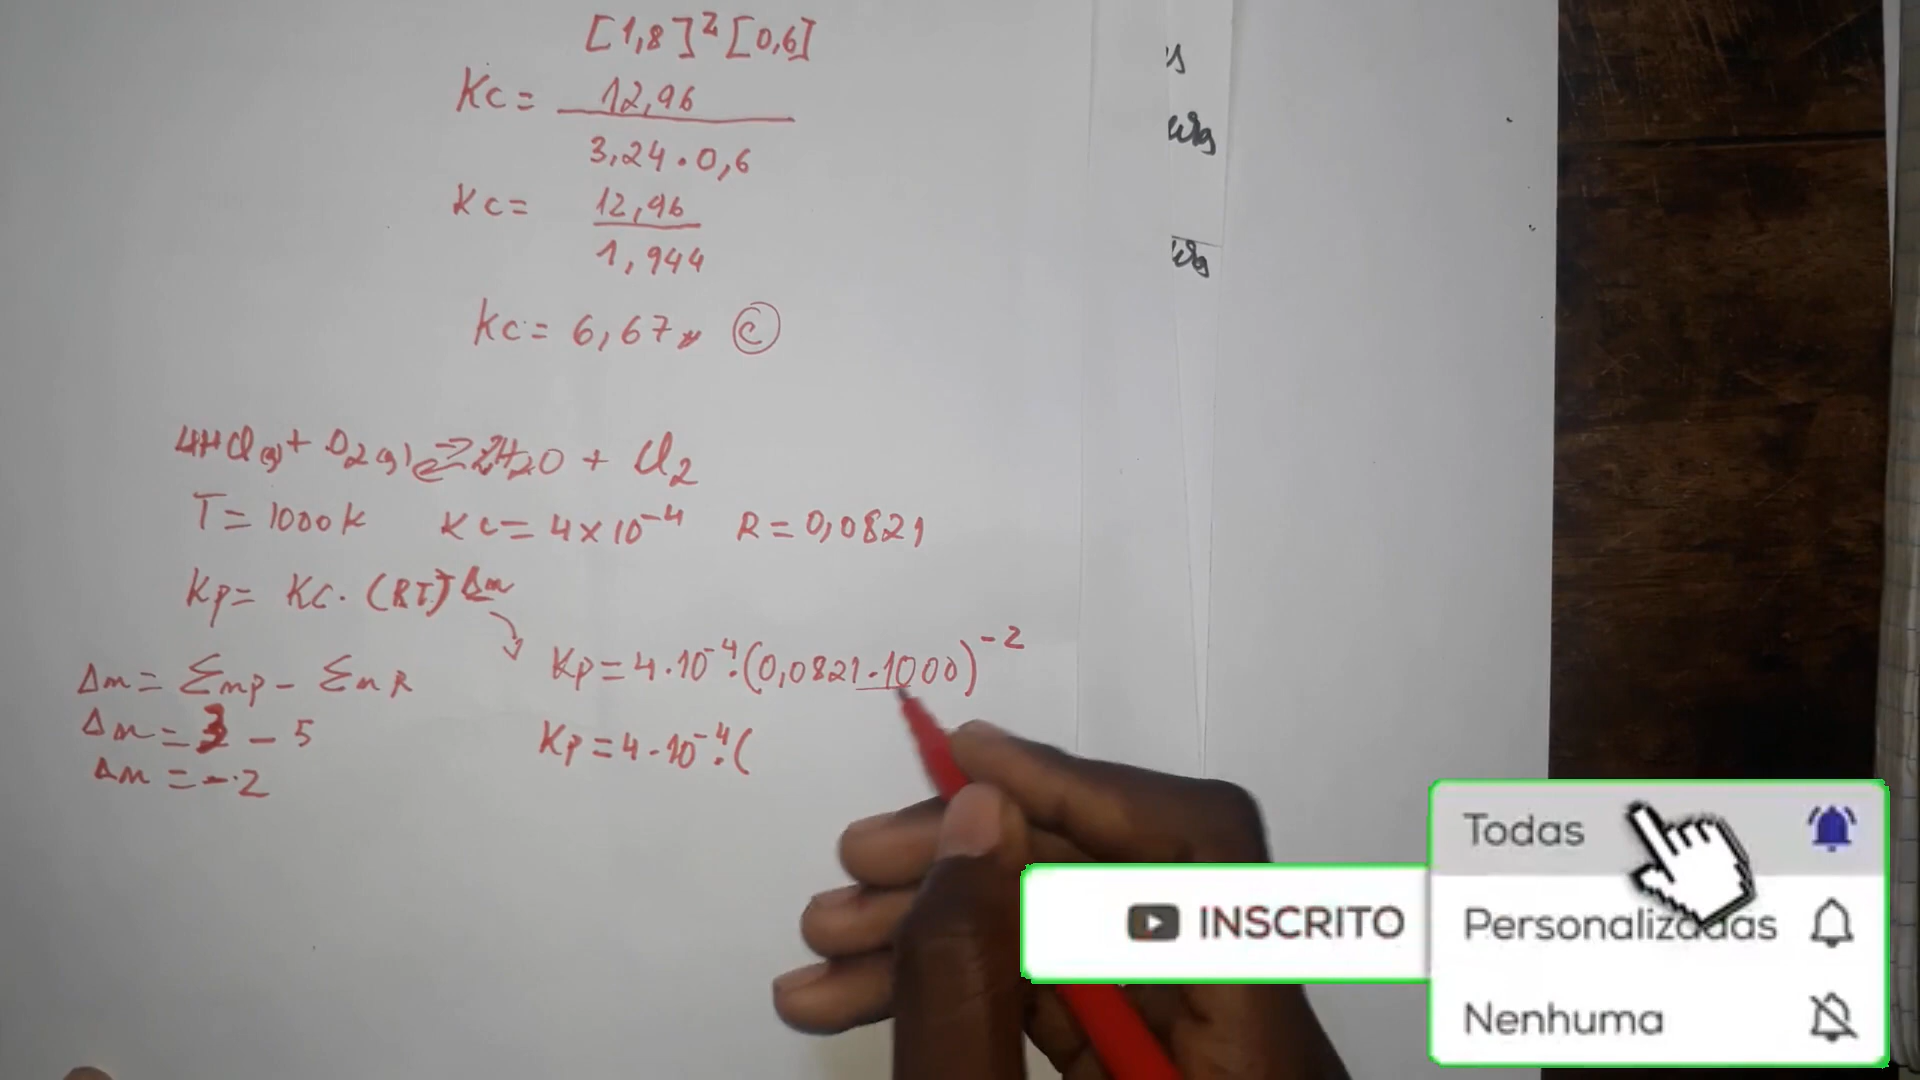 [1,8]² [0,6]
Kc = 12,96
3,24 . 0,6
Kc = 12,96
1,944
Kc = 6,67 ⓒ
4HCl(g) + O2(g) ⇌ 2H2O + Cl2
T = 1000K Kc = 4×10⁻⁴ R = 0,0821
Kp = Kc . (RT)^Δn
Kp = 4 . 10⁻⁴ . (0,0821 . 1000)⁻²
Δn = Σnp - Σn R
Δn = 3 - 5
Kp = 4 . 10⁻⁴ . (
Δn = -2
Todas
INSCRITO
Personalizadas
Nenhuma